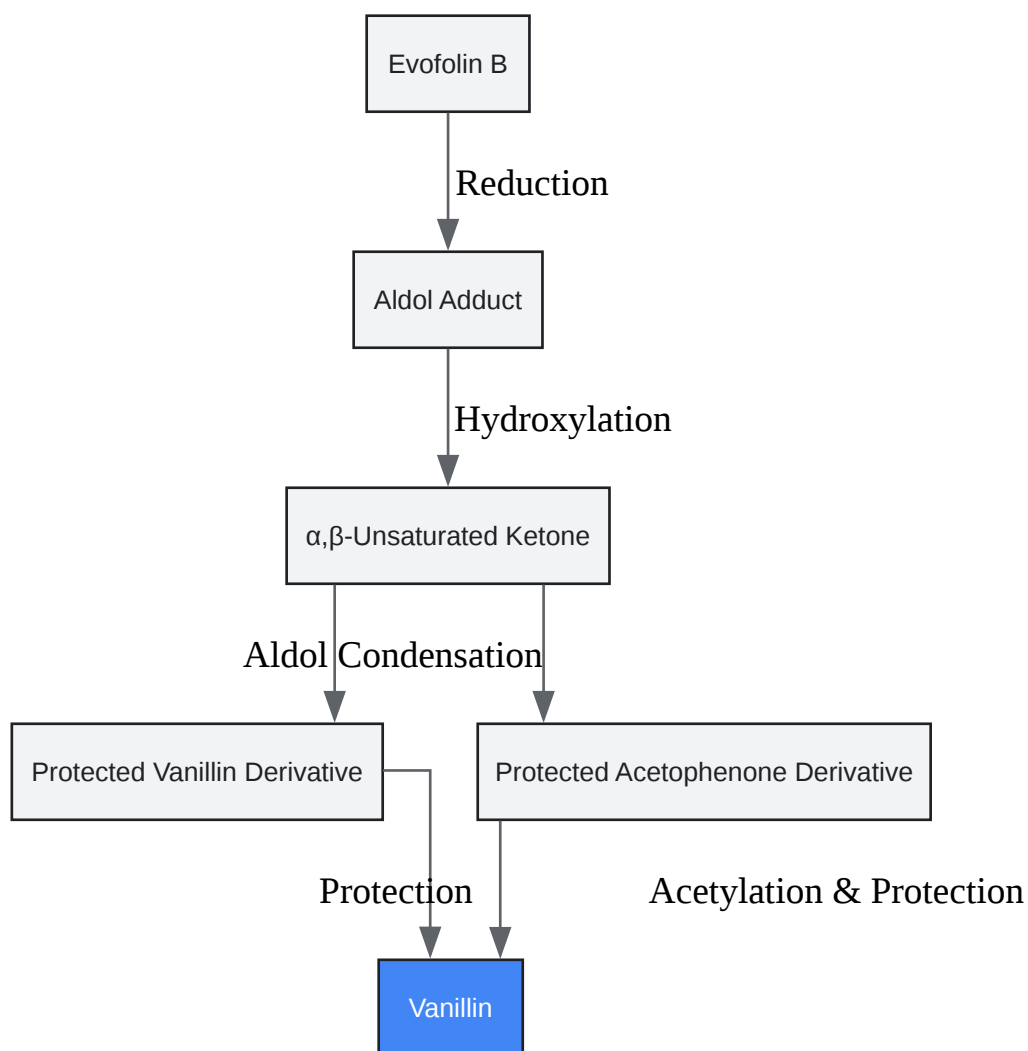 Evofolin B
Reduction
Aldol Adduct
Hydroxylation
α,β-Unsaturated Ketone
Aldol Condensation
Protected Vanillin Derivative
Protected Acetophenone Derivative
Protection
Acetylation & Protection
Vanillin